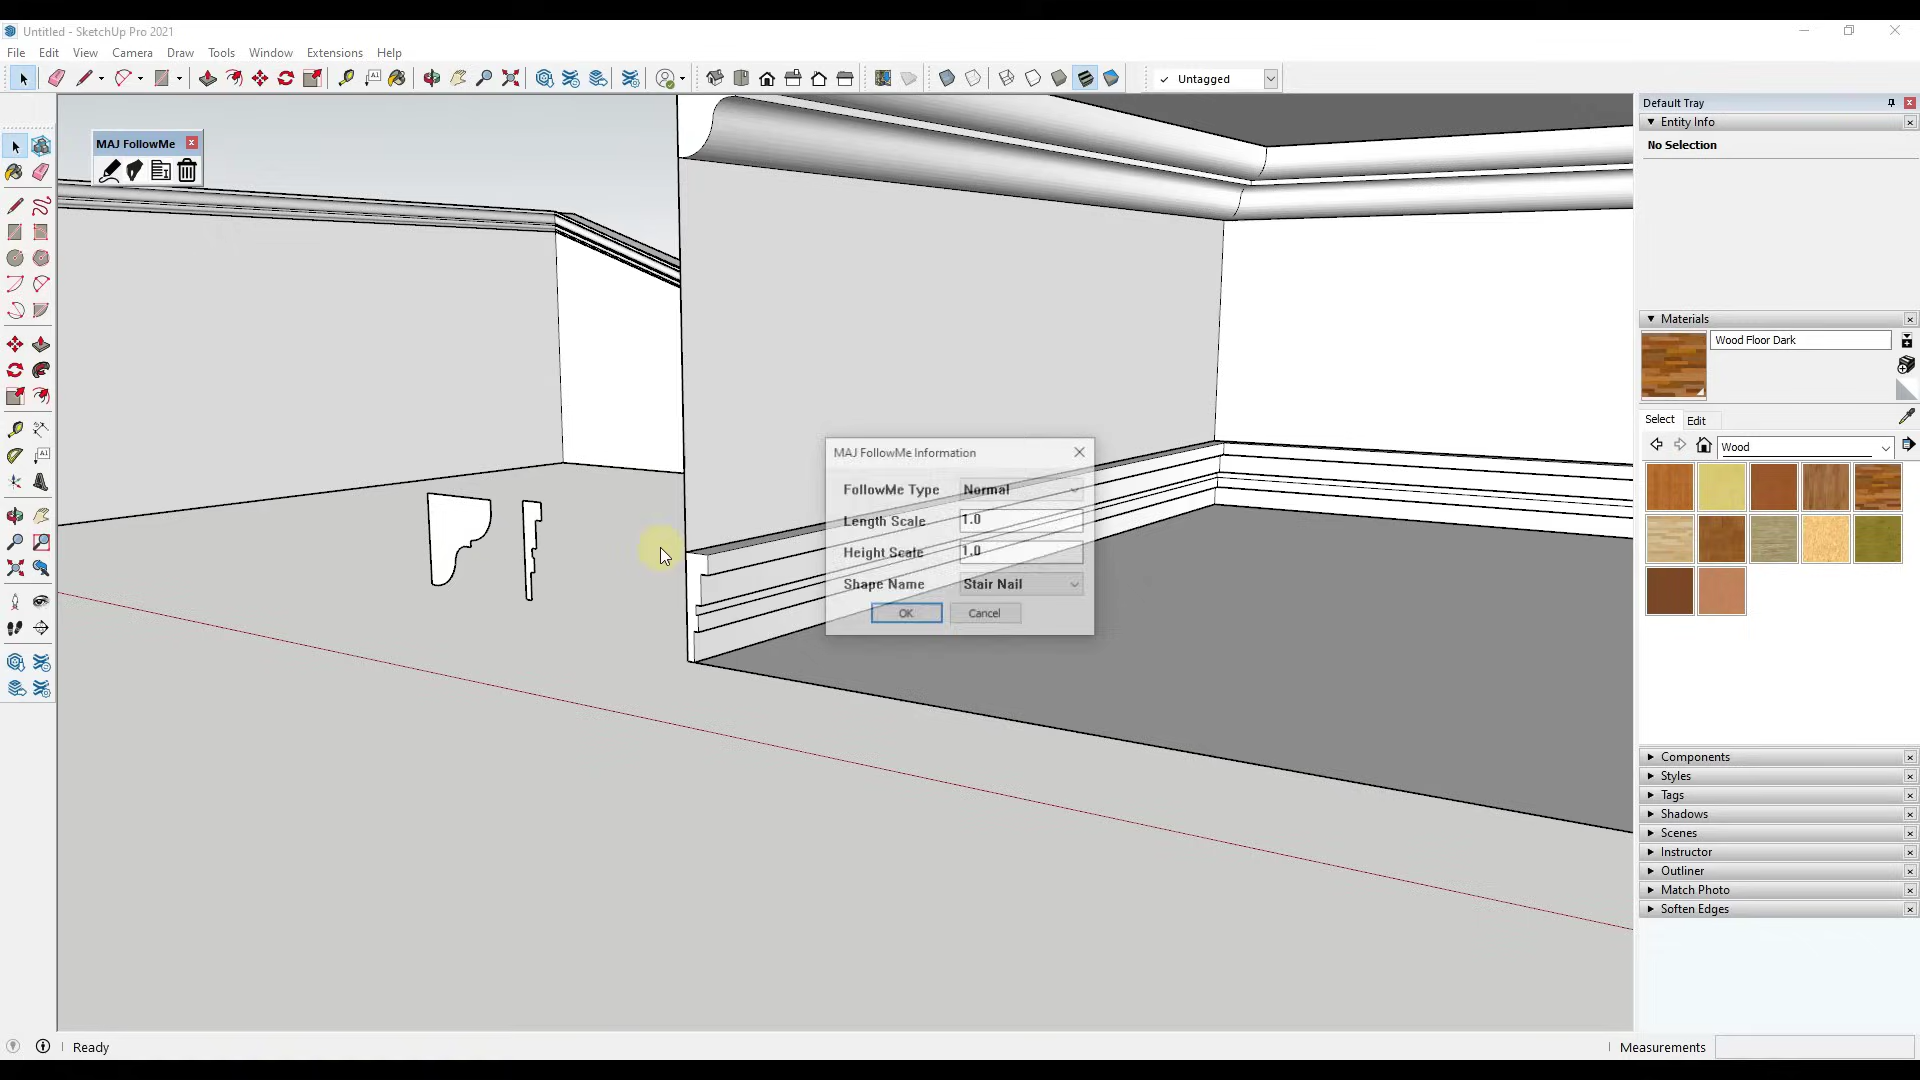 Untitled - SketchUp Pro 2021
File Edit View Camera Draw Tools Window Extensions Help
Untagged
Default Tray
Entity Info
No Selection
MAJ FollowMe
Materials
Wood Floor Dark
Select Edit
Wood
MAJ FollowMe Information
FollowMe Type Normal
Length Scale 1.0
Height Scale 1.0
Shape Name Stair Nail
OK Cancel
Components
Styles
Tags
Shadows
Scenes
Instructor
Outliner
Match Photo
Soften Edges
Ready
Measurements